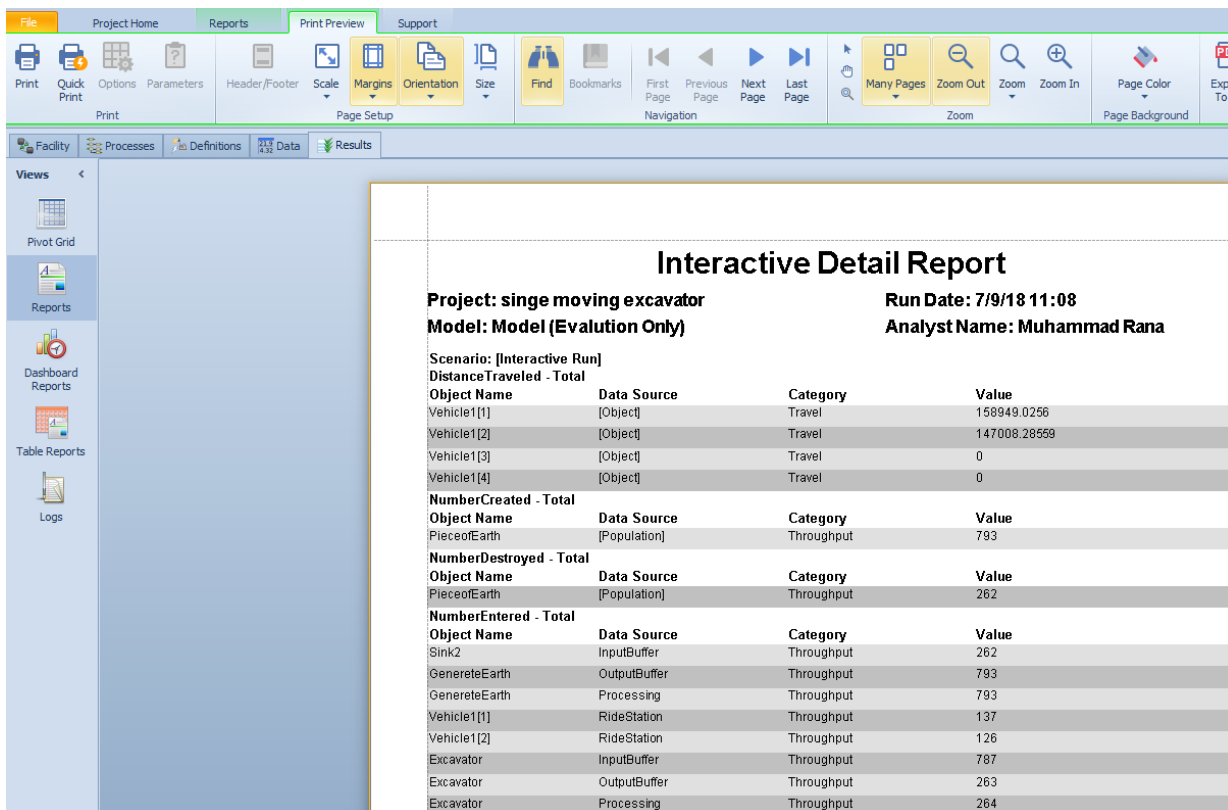 File Project Home Reports Print Preview Support
Print Quick Print Options Parameters Header/Footer Scale Margins Orientation Size Find Bookmarks First Page Previous Page Next Page Last Page Many Pages Zoom Out Zoom Zoom In Page Color
Print Page Setup Navigation Zoom Page Background
Facility Processes Definitions Data Results
Views
Pivot Grid
Reports
Dashboard
Reports
Table Reports
Logs
Interactive Detail Report
Project: singe moving excavator Run Date: 7/9/18 11:08
Model: Model (Evalution Only) Analyst Name: Muhammad Rana
Scenario: [Interactive Run]
DistanceTraveled - Total
Object Name Data Source Category Value
Vehicle1[1] [Object] Travel 158949.0256
Vehicle1[2] [Object] Travel 147008.28559
Vehicle1[3] [Object] Travel 0
Vehicle1[4] [Object] Travel 0
NumberCreated - Total
Object Name Data Source Category Value
PieceofEarth [Population] Throughput 793
NumberDestroyed - Total
Object Name Data Source Category Value
PieceofEarth [Population] Throughput 262
NumberEntered - Total
Object Name Data Source Category Value
Sink2 InputBuffer Throughput 262
GenereteEarth OutputBuffer Throughput 793
GenereteEarth Processing Throughput 793
Vehicle1[1] RideStation Throughput 137
Vehicle1[2] RideStation Throughput 126
Excavator InputBuffer Throughput 787
Excavator OutputBuffer Throughput 263
Excavator Processing Throughput 264